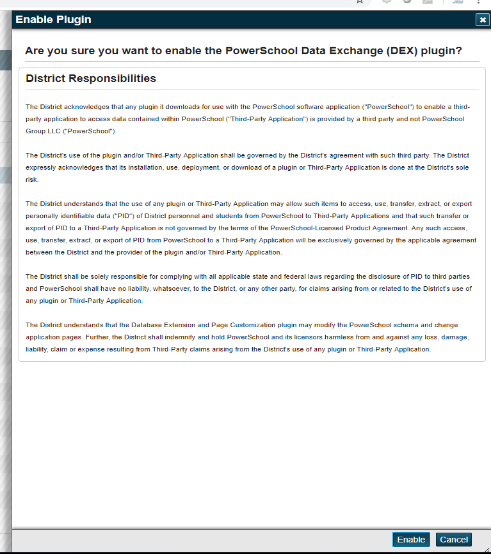 Enable Plugin
Are you sure you want to enable the PowerSchool Data Exchange (DEX) plugin?
District Responsibilities
The District acknowledges that any plugin it downloads for use with the PowerSchool software application ("PowerSchool") to enable a third-
party application to access data contained within PowerSchool ("Third-Party Application") is provided by a third party and not PowerSchool
Group LLC ("PowerSchool").
The District's use of the plugin and/or Third-Party Application shall be governed by the District's agreement with such third party. The District
expressly acknowledges that its installation, use, deployment, or download of a plugin or Third-Party Application is done at the District's sole
risk.
The District understands that the use of any plugin or Third-Party Application may allow such items to access, use, transfer, extract, or export
personally identifiable data ("PID") of District personnel and students from PowerSchool to Third-Party Applications and that such transfer or
export of PID to a Third-Party Application is not governed by the terms of the PowerSchool-Licensed Product Agreement. Any such access,
use, transfer, extract, or export of PID from PowerSchool to a Third-Party Application will be exclusively governed by the applicable agreement
between the District and the provider of the plugin and/or Third-Party Application.
The District shall be solely responsible for complying with all applicable state and federal laws regarding the disclosure of PID to third parties
and PowerSchool shall have no liability, whatsoever, to the District, or any other party, for claims arising from or related to the District's use of
any plugin or Third-Party Application.
The District understands that the Database Extension and Page Customization plugin may modify the PowerSchool schema and change
application pages. Further, the District shall indemnify and hold PowerSchool and its licensors harmless from and against any loss, damage,
liability, claim or expense resulting from Third-Party claims arising from the District's use of any plugin or Third-Party Application.
Enable Cancel